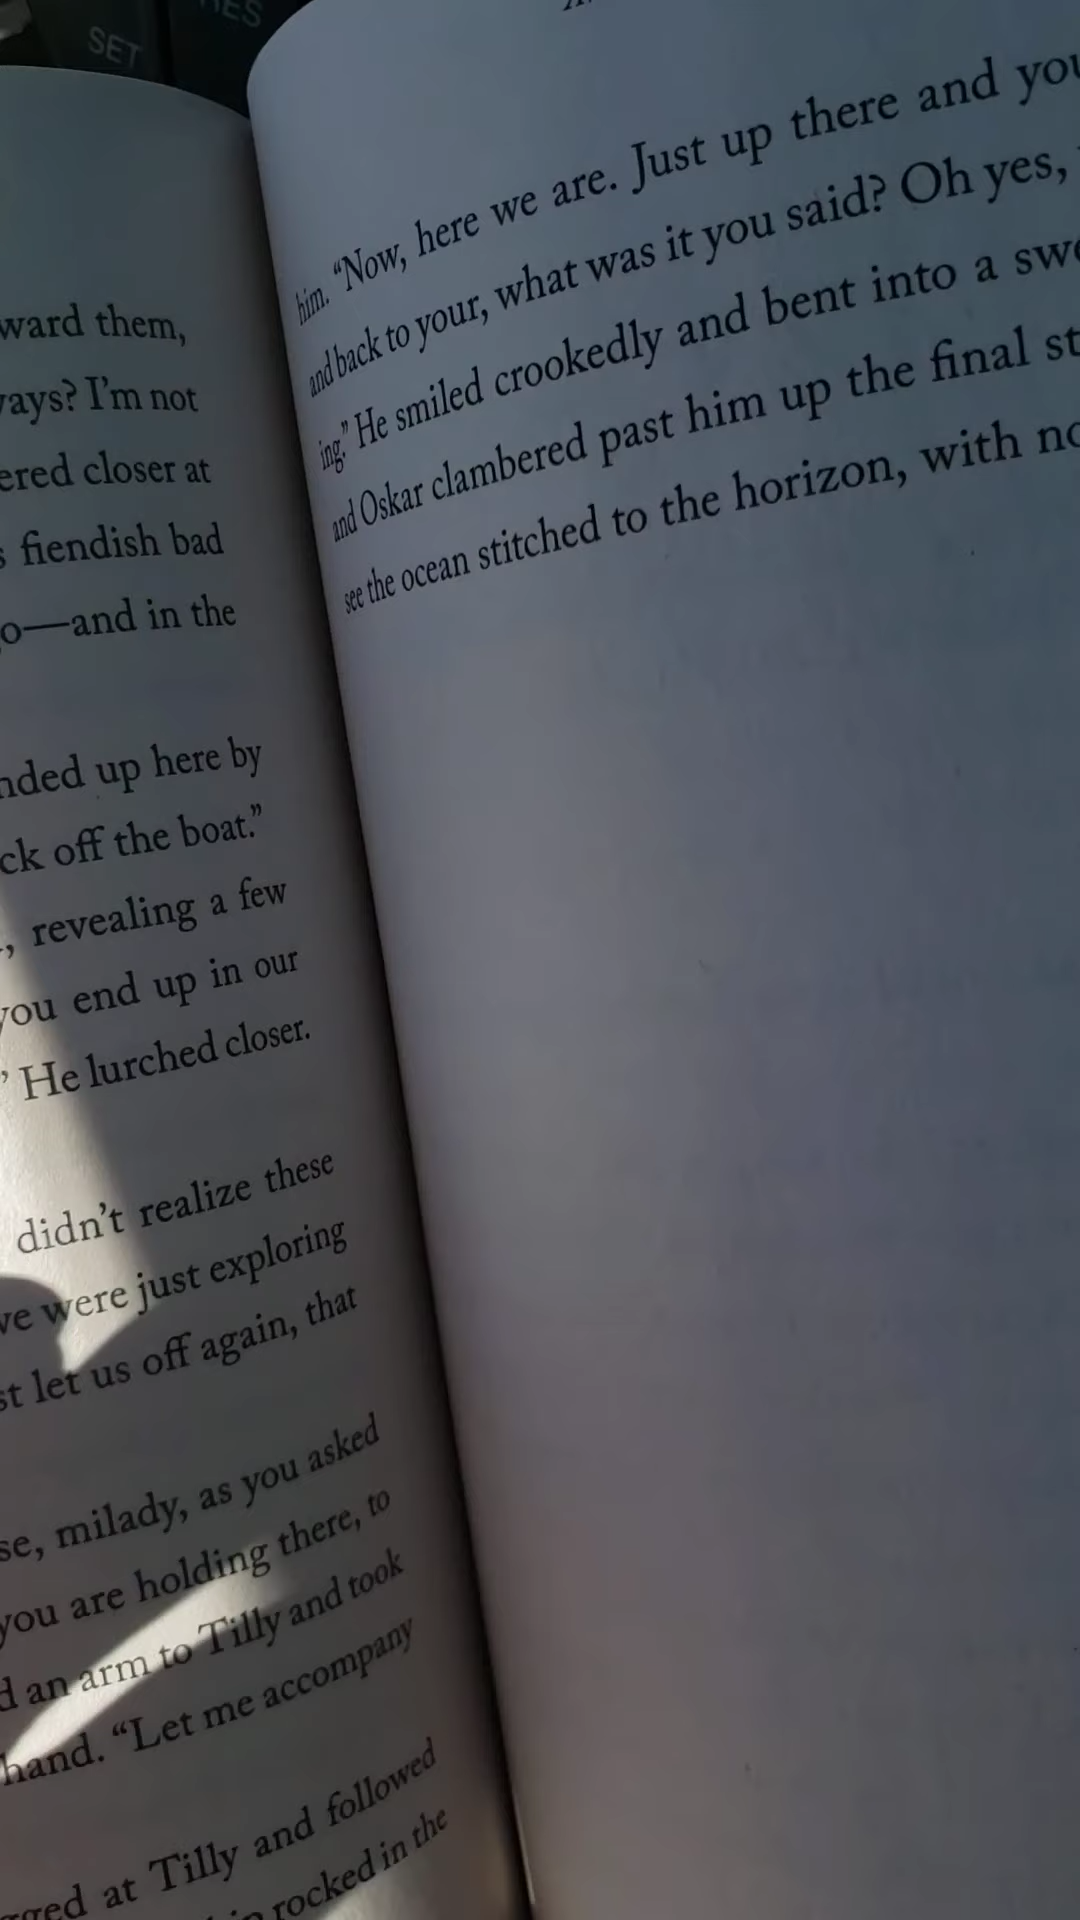 SET
ward them,
ays? I'm not
ered closer at
fiendish bad
o—and in the
nded up here by
ck off the boat.”
, revealing a few
you end up in our
” He lurched closer.
didn't realize these
ve were just exploring
st let us off again, that
se, milady, as you asked
you are holding there, to
d an arm to Tilly and took
hand. “Let me accompany
gged at Tilly and followed
rocked in the
him. “Now, here we are. Just up there and you
and back to your, what was it you said? Oh yes,
ing.” He smiled crookedly and bent into a swe
and Oskar clambered past him up the final st
see the ocean stitched to the horizon, with no